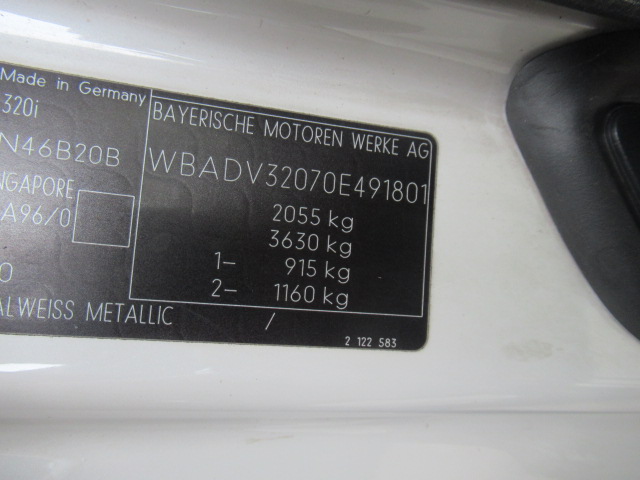 Made in Germany
320i
N46B20B
NGAPORE
A96/0
0
ALWEISS METALLIC /
BAYERISCHE MOTOREN WERKE AG
WBADV32070E491801
2055 kg
3630 kg
1- 915 kg
2- 1160 kg
2 122 583